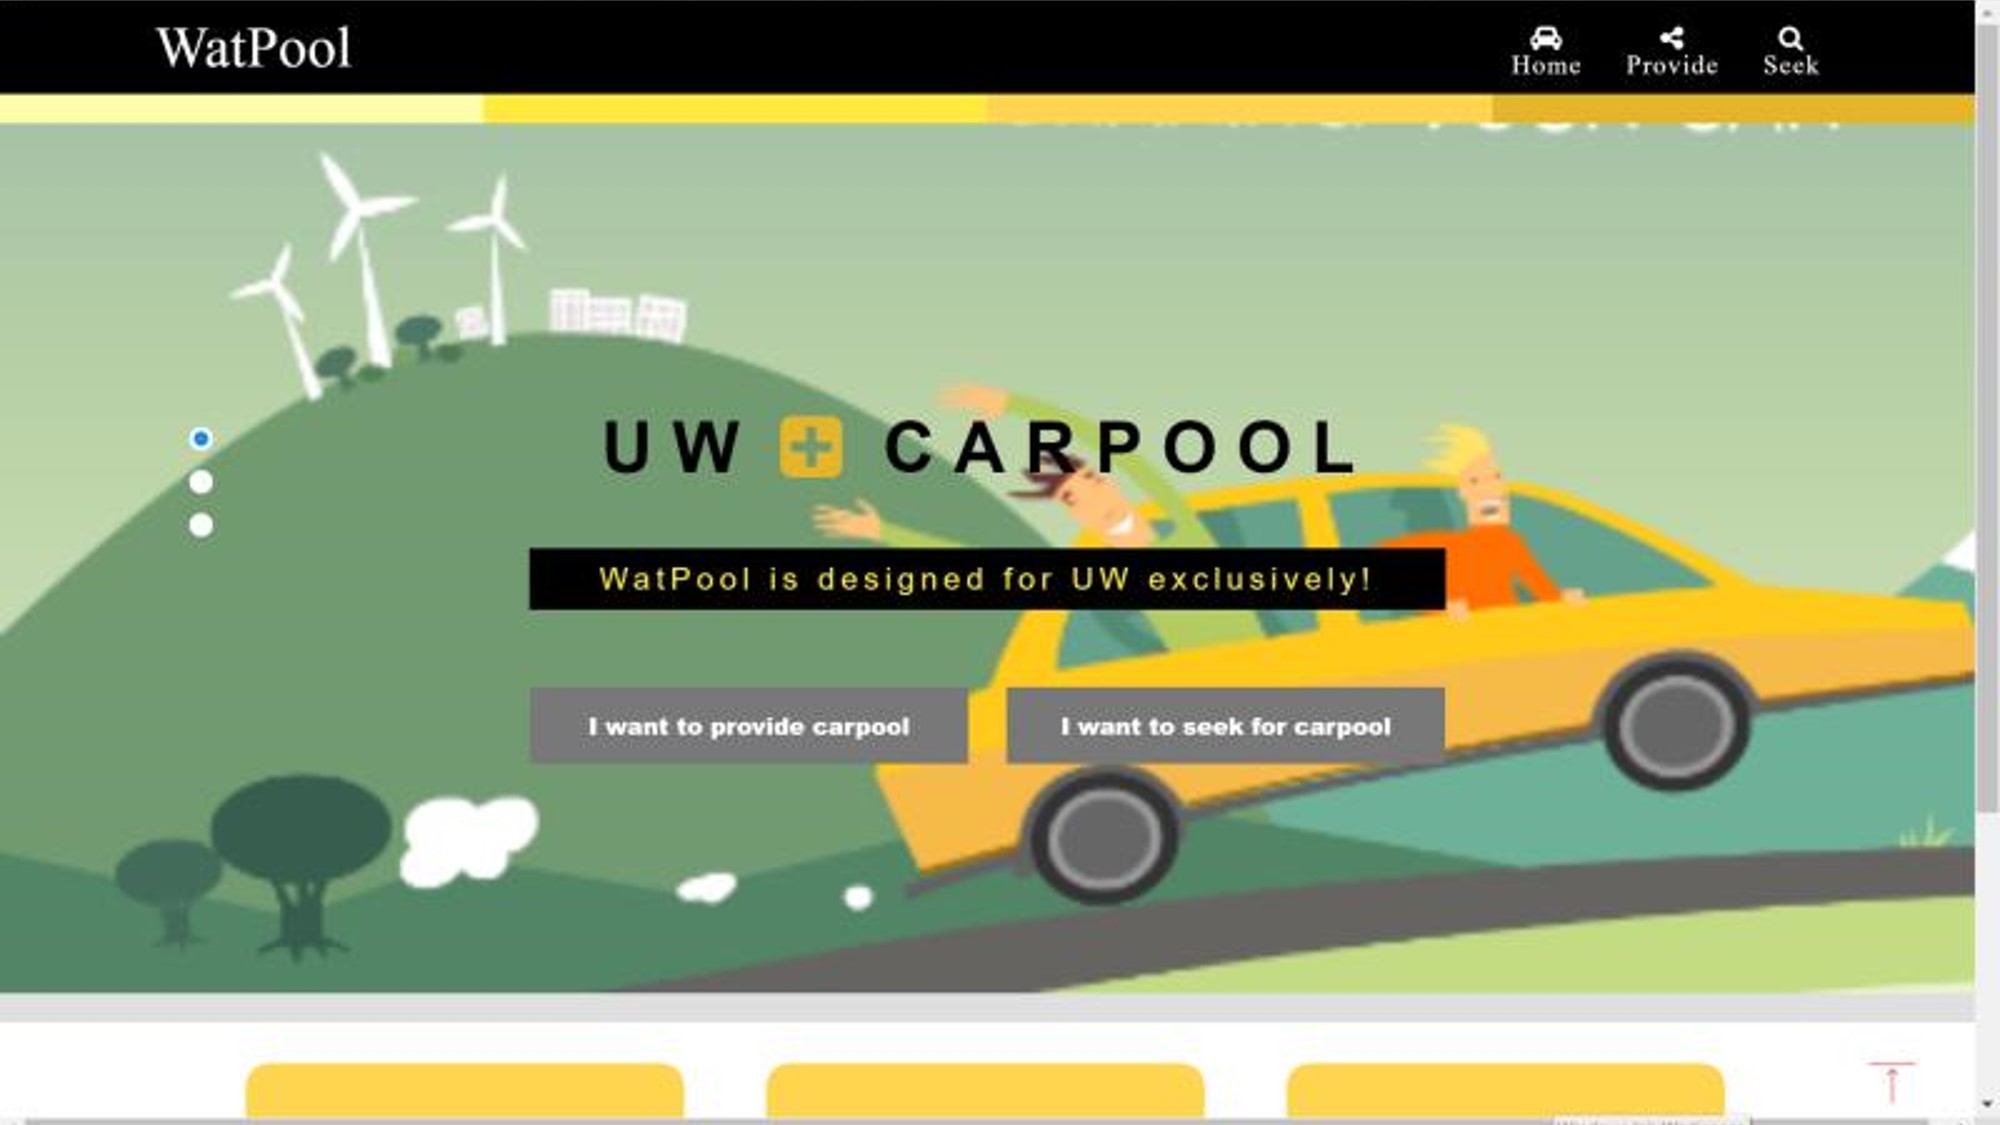 WatPool
Home
Provide
Seek
UW + CARPOOL
WatPool is designed for UW exclusively!
I want to provide carpool
I want to seek for carpool